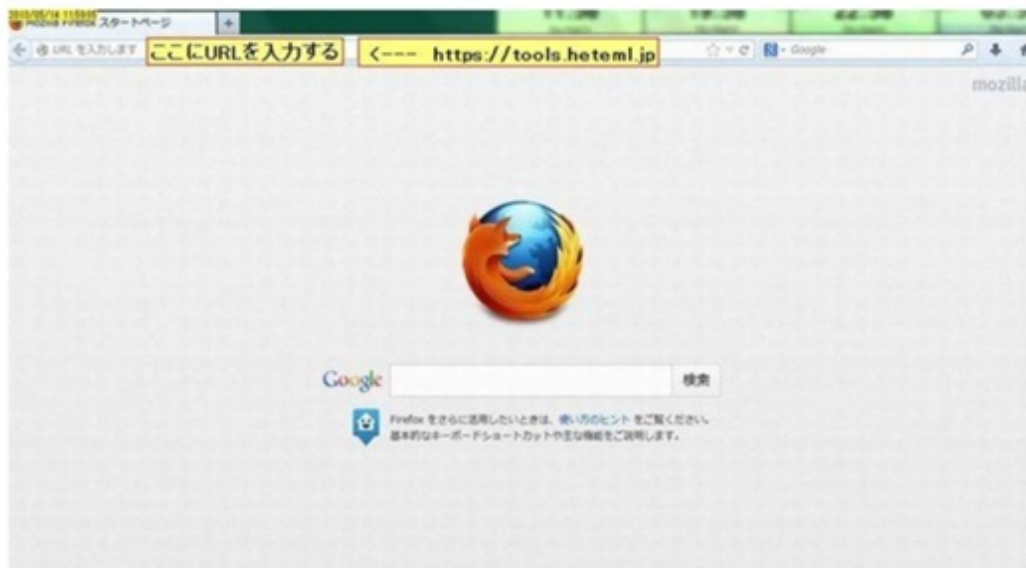 Mozilla Firefox スタートページ
+
URL を入力します
ここにURLを入力する
<--- https://tools.heteml.jp
Google
mozilla
Google
検索
Firefox をさらに活用したいときは、使い方のヒント をご覧ください。
基本的なキーボードショートカットや主な機能をご説明します。